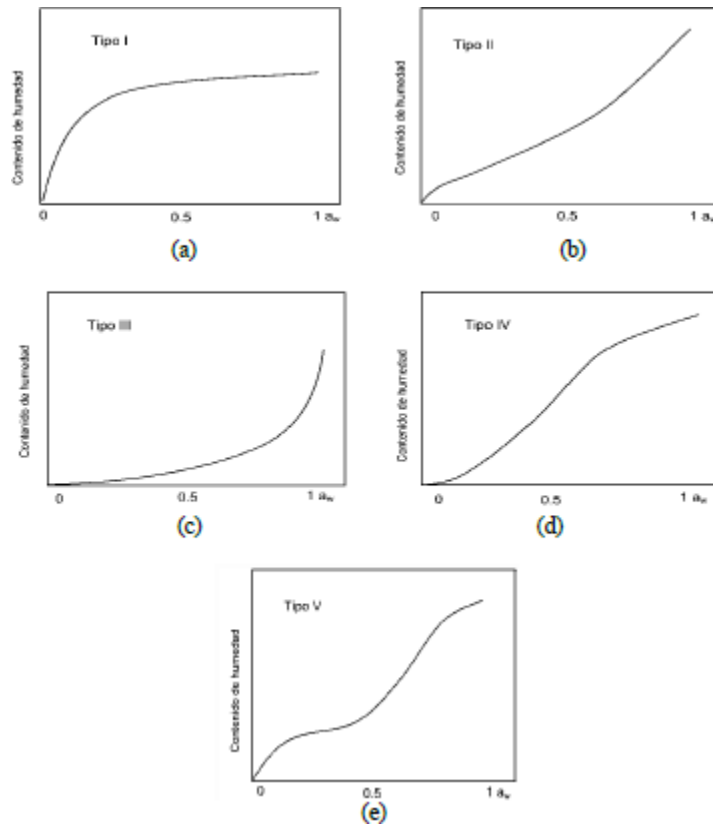 Tipo I
Contenido de humedad
0 0.5 1 aw
(a)
Tipo II
Contenido de humedad
0 0.5 1 aw
(b)
Tipo III
Contenido de humedad
0 0.5 1 aw
(c)
Tipo IV
Contenido de humedad
0 0.5 1 aw
(d)
Tipo V
Contenido de humedad
0 0.5 1 aw
(e)